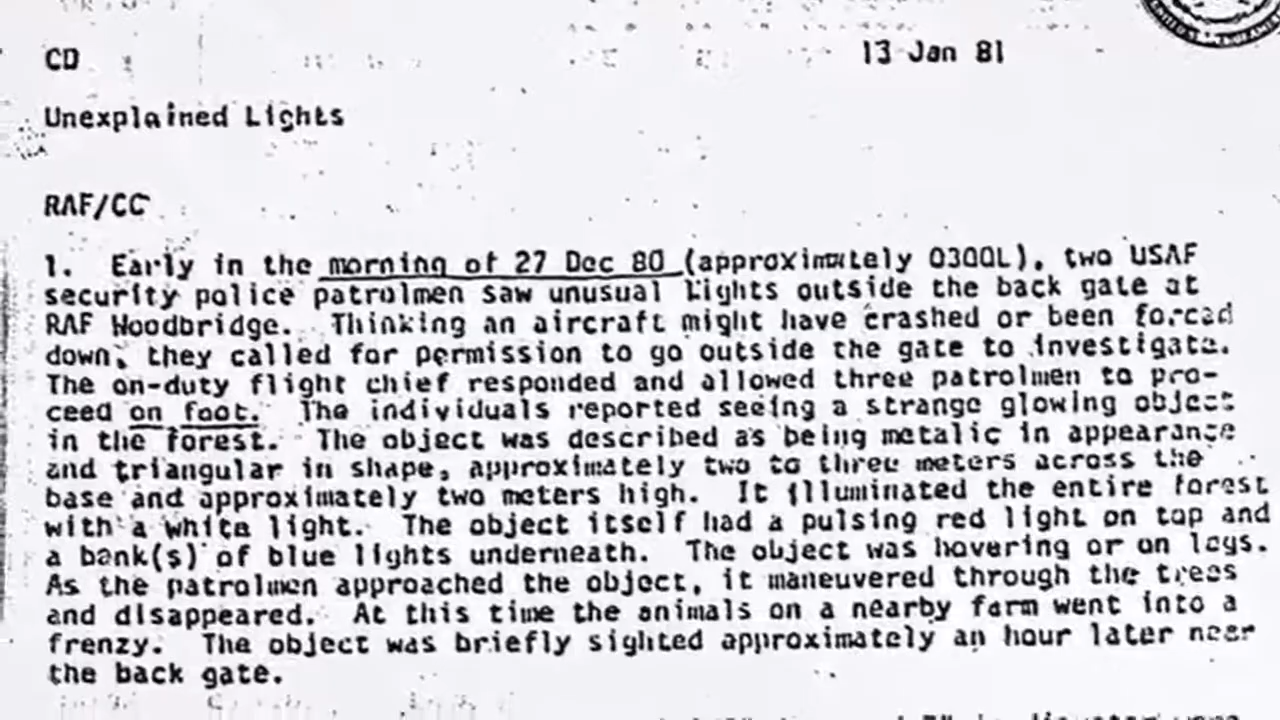 CD 13 Jan 81
Unexplained Lights
RAF/CC
1. Early in the morning of 27 Dec 80 (approximately 0300L), two USAF
security police patrolmen saw unusual lights outside the back gate at
RAF Woodbridge. Thinking an aircraft might have crashed or been forced
down, they called for permission to go outside the gate to investigate.
The on-duty flight chief responded and allowed three patrolmen to pro-
ceed on foot. The individuals reported seeing a strange glowing object
in the forest. The object was described as being metalic in appearance
and triangular in shape, approximately two to three meters across the
base and approximately two meters high. It illuminated the entire forest
with a white light. The object itself had a pulsing red light on top and
a bank(s) of blue lights underneath. The object was hovering or on legs.
As the patrolmen approached the object, it maneuvered through the trees
and disappeared. At this time the animals on a nearby farm went into a
frenzy. The object was briefly sighted approximately an hour later near
the back gate.